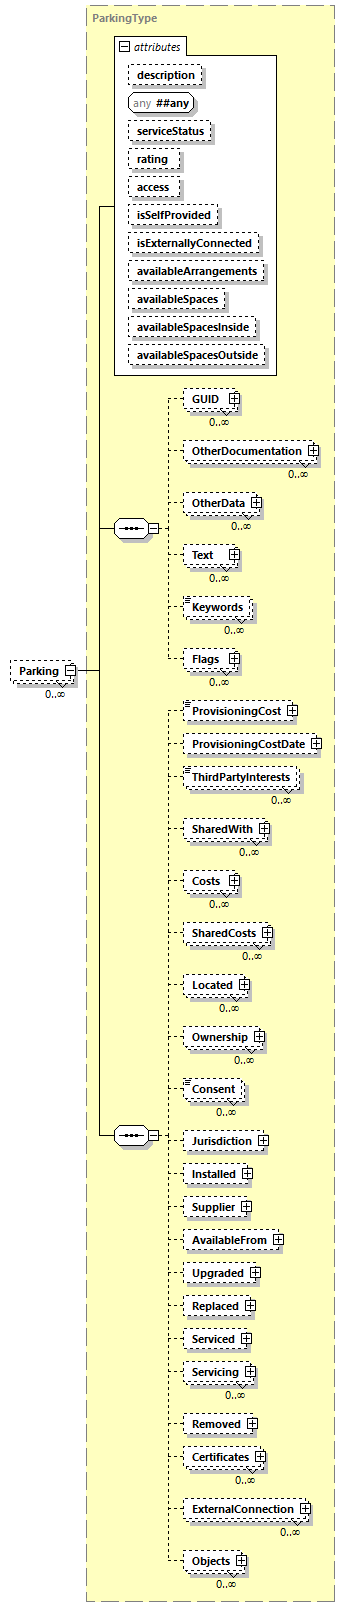 ParkingType
attributes
description
any ##any
serviceStatus
rating
access
isSelfProvided
isExternallyConnected
availableArrangements
availableSpaces
availableSpacesInside
availableSpacesOutside
GUID
0..∞
OtherDocumentation
0..∞
OtherData
0..∞
Text
0..∞
Keywords
0..∞
Flags
0..∞
Parking
0..∞
ProvisioningCost
ProvisioningCostDate
ThirdPartyInterests
0..∞
SharedWith
0..∞
Costs
0..∞
SharedCosts
0..∞
Located
0..∞
Ownership
0..∞
Consent
0..∞
Jurisdiction
Installed
Supplier
AvailableFrom
Upgraded
Replaced
Serviced
Servicing
0..∞
Removed
Certificates
0..∞
ExternalConnection
0..∞
Objects
0..∞